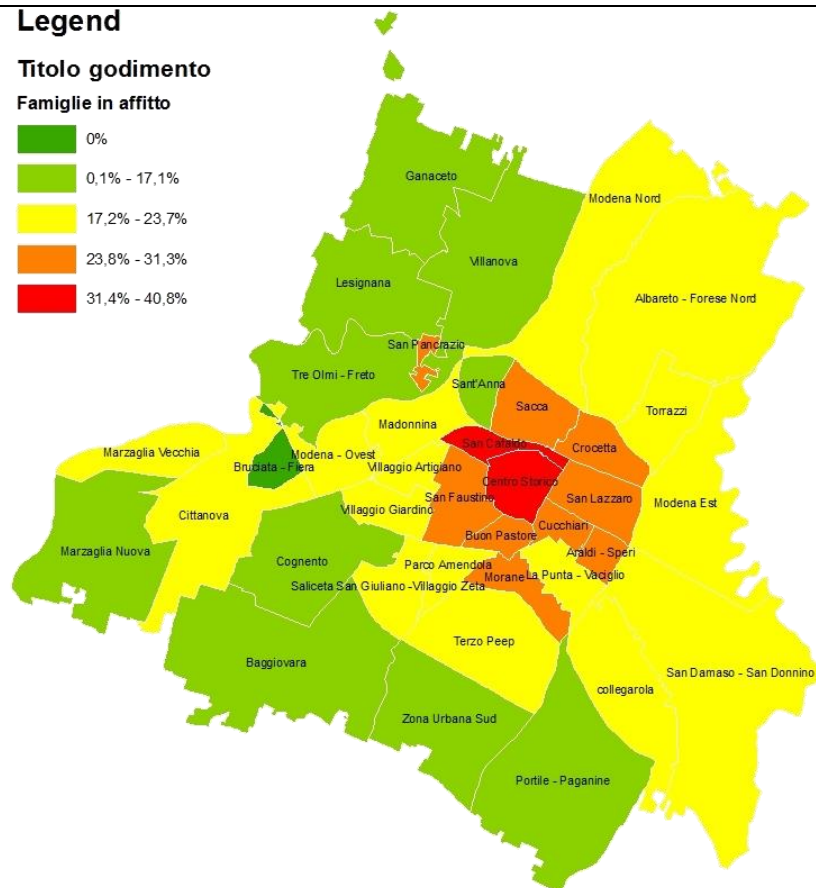 Legend
Titolo godimento
Famiglie in affitto
0%
0,1% - 17,1%
17,2% - 23,7%
23,8% - 31,3%
31,4% - 40,8%
Ganaceto
Modena Nord
Villanova
Lesignana
Albareto - Forese Nord
San Pancrazio
Tre Olmi - Freto
Sant'Anna
Sacca
Torrazzi
Madonnina
San Cataldo
Crocetta
Marzaglia Vecchia
Modena - Ovest
Bruciata - Fiera
Villaggio Artigiano
Centro Storico
San Faustino
San Lazzaro
Modena Est
Cittanova
Villaggio Giardino
Cucchiari
Buon Pastore
Marzaglia Nuova
Araldi - Speri
Cognento
Parco Amendola
Morane
La Punta - Vaciglio
Saliceta San Giuliano -Villaggio Zeta
Terzo Peep
Baggiovara
San Damaso - San Donnino
collegarola
Zona Urbana Sud
Portile - Paganine